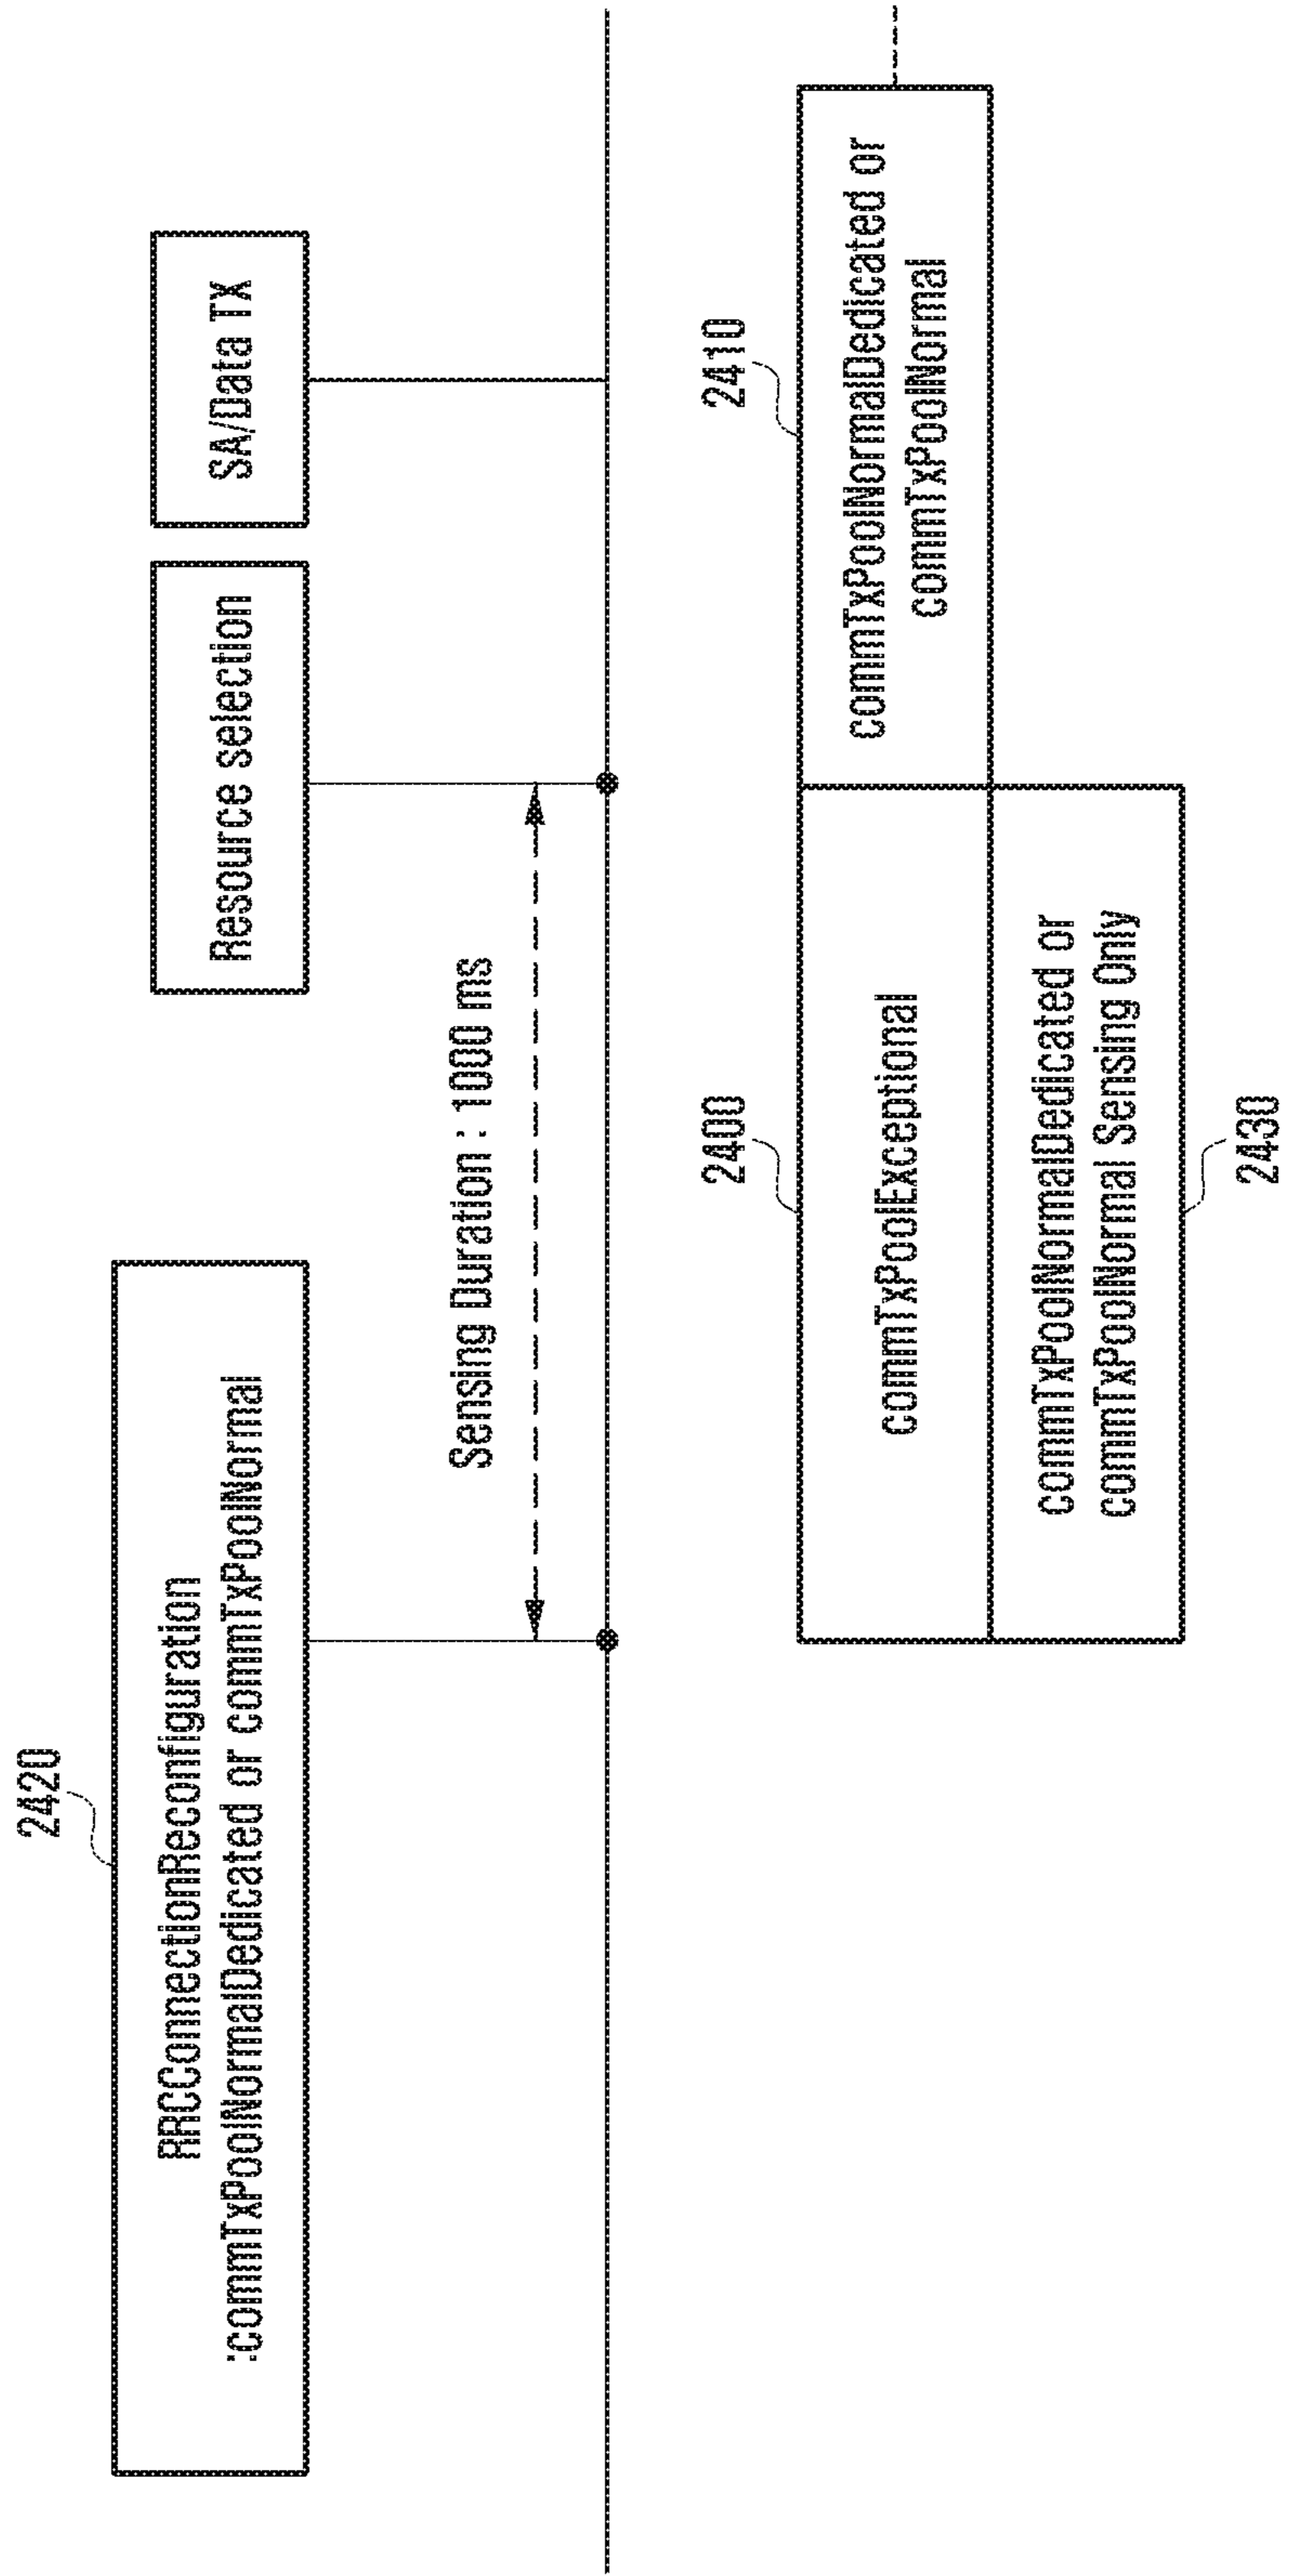 2420
RRCConnectionReconfiguration
:commTxPoolNormalDedicated or commTxPoolNormal
Resource selection
SA/Data TX
Sensing Duration : 1000 ms
2400
2410
commTxPoolExceptional
commTxPoolNormalDedicated or
commTxPoolNormal
commTxPoolNormalDedicated or
commTxPoolNormal Sensing Only
2430